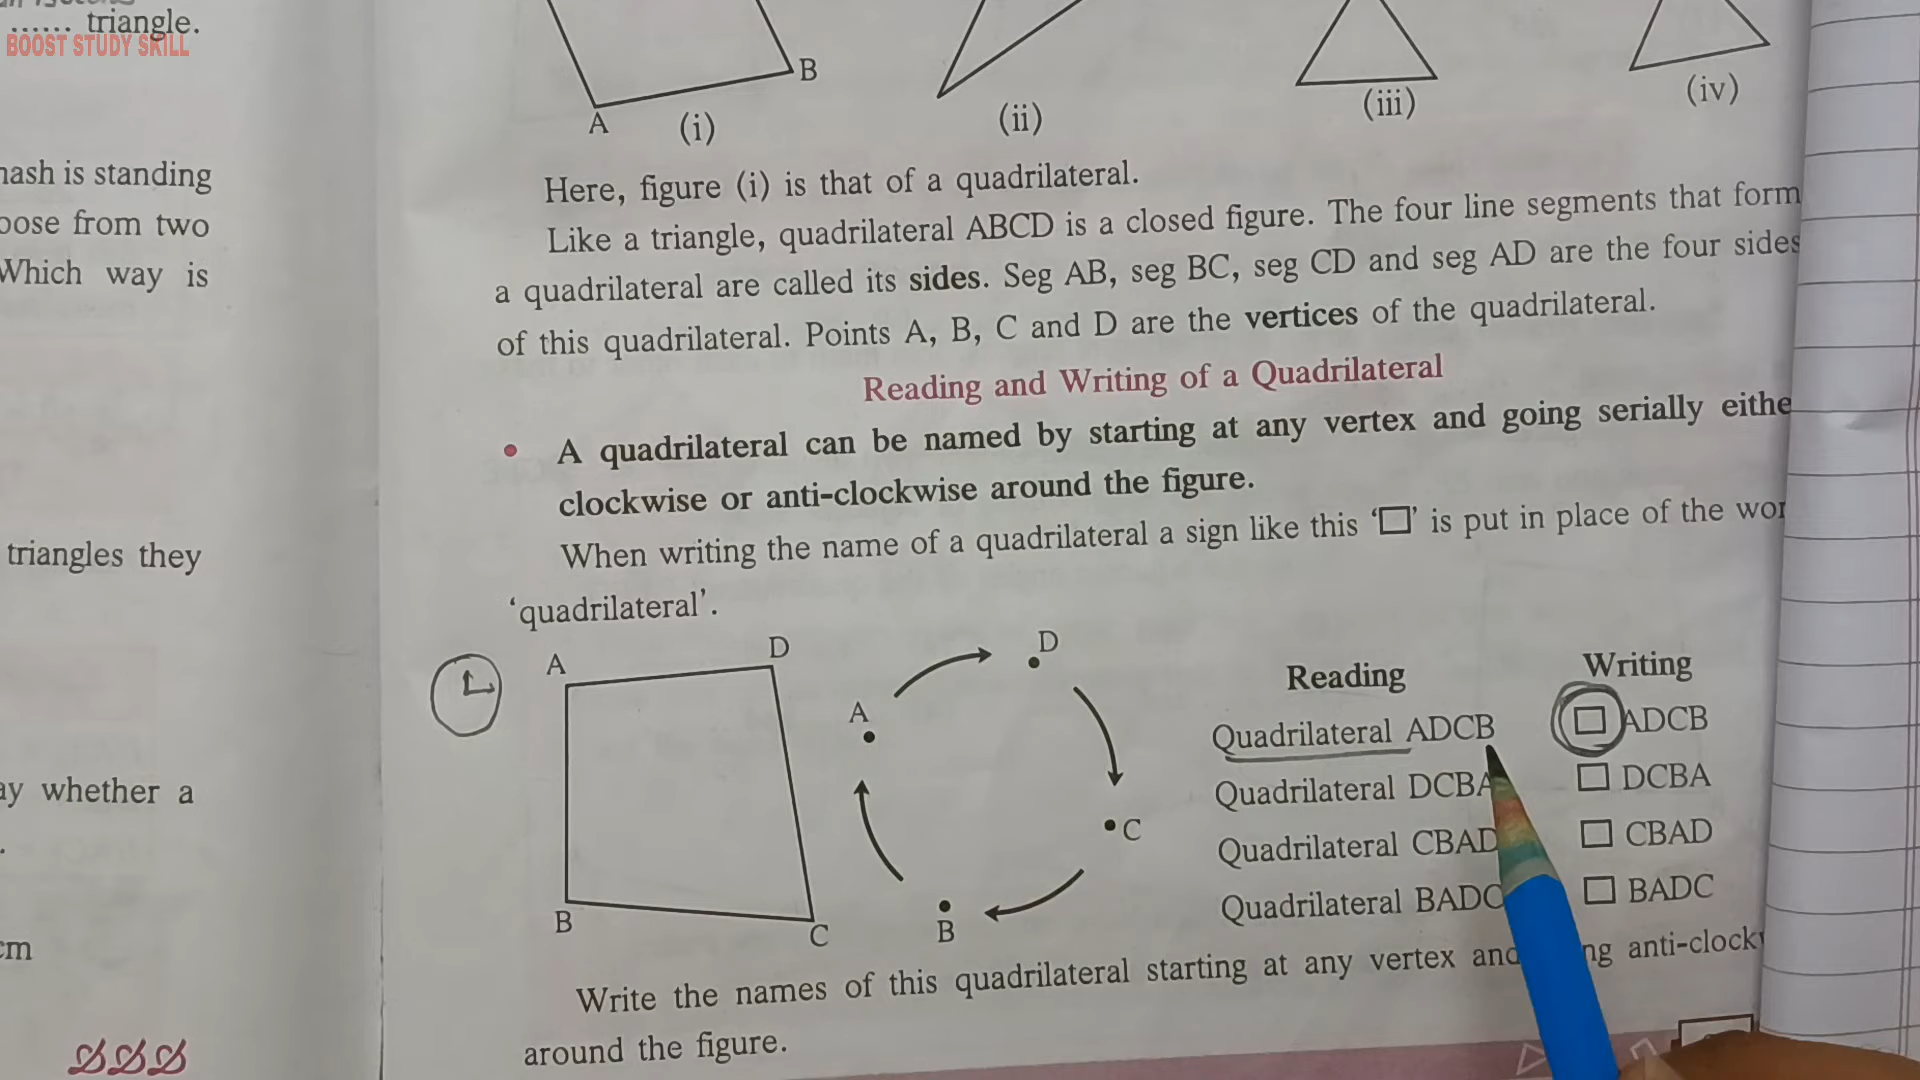 ...... triangle.
BOOST STUDY SKILL
is standing
from two
Which way is
triangles they
whether a
B
A
(i)
(ii)
(iii)
(iv)
Here, figure (i) is that of a quadrilateral.
Like a triangle, quadrilateral ABCD is a closed figure. The four line segments that form
a quadrilateral are called its sides. Seg AB, seg BC, seg CD and seg AD are the four sides
of this quadrilateral. Points A, B, C and D are the vertices of the quadrilateral.
Reading and Writing of a Quadrilateral
• A quadrilateral can be named by starting at any vertex and going serially eithe
clockwise or anti-clockwise around the figure.
When writing the name of a quadrilateral a sign like this ‘□’ is put in place of the wor
‘quadrilateral’.
A
D
B
C
D
A
C
B
Reading Writing
Quadrilateral ADCB □ ADCB
Quadrilateral DCBA □ DCBA
Quadrilateral CBAD □ CBAD
Quadrilateral BADC □ BADC
Write the names of this quadrilateral starting at any vertex and anti-clock
around the figure.